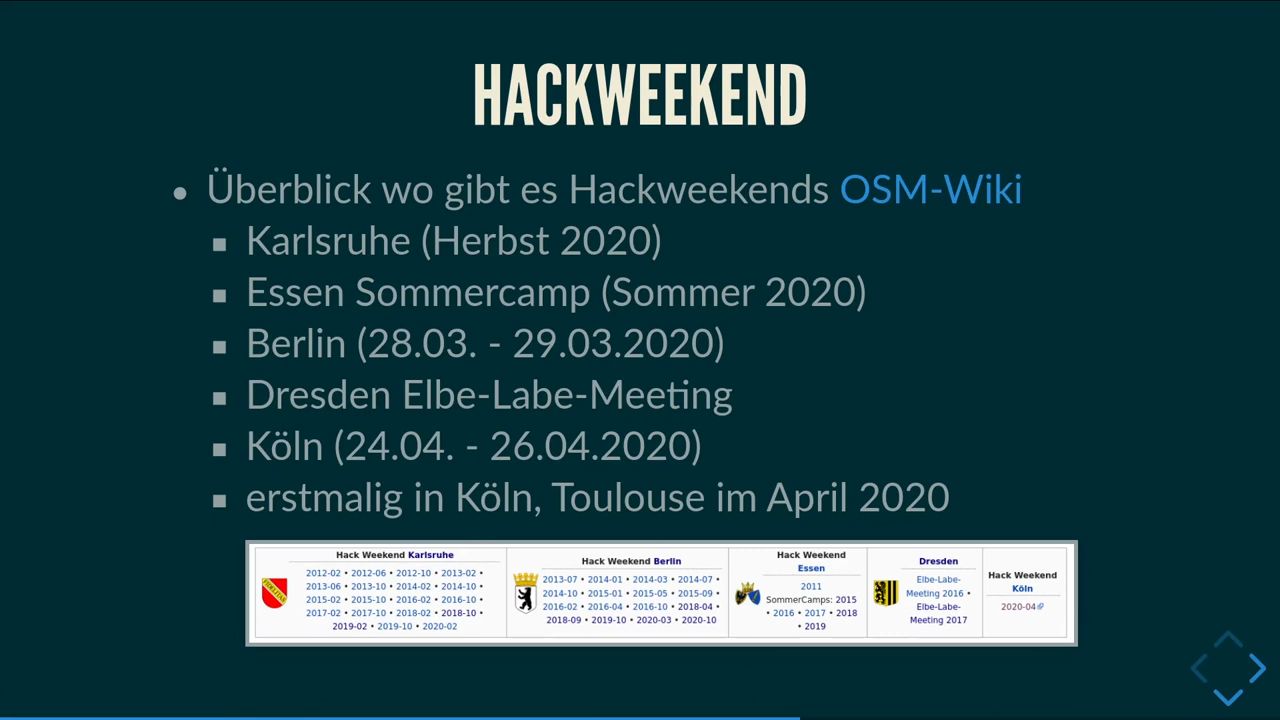 HACKWEEKEND
• Überblick wo gibt es Hackweekends OSM-Wiki
▪ Karlsruhe (Herbst 2020)
▪ Essen Sommercamp (Sommer 2020)
▪ Berlin (28.03. - 29.03.2020)
▪ Dresden Elbe-Labe-Meeting
▪ Köln (24.04. - 26.04.2020)
▪ erstmalig in Köln, Toulouse im April 2020
Hack Weekend Karlsruhe
2012-02 • 2012-06 • 2012-10 • 2013-02 •
2013-06 • 2013-10 • 2014-02 • 2014-10 •
2015-02 • 2015-10 • 2016-02 • 2016-10 •
2017-02 • 2017-10 • 2018-02 • 2018-10 •
2019-02 • 2019-10 • 2020-02
Hack Weekend Berlin
2013-07 • 2014-01 • 2014-03 • 2014-07 •
2014-10 • 2015-01 • 2015-05 • 2015-09 •
2016-02 • 2016-04 • 2016-10 • 2018-04 •
2018-09 • 2019-10 • 2020-03 • 2020-10
Hack Weekend
Essen
2011
SommerCamps: 2015
• 2016 • 2017 • 2018
• 2019
Dresden
Elbe-Labe-
Meeting 2016 •
Elbe-Labe-
Meeting 2017
Hack Weekend
Köln
2020-04